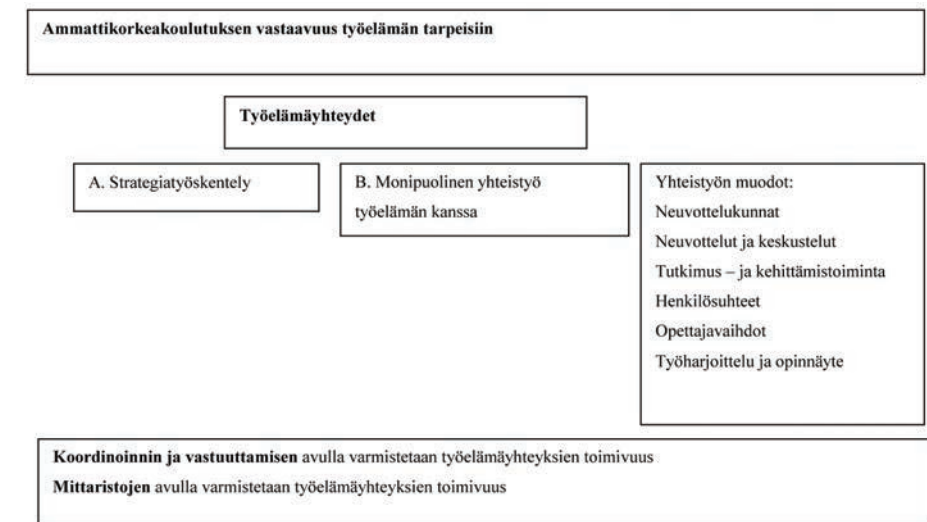 Ammattikorkeakoulutuksen vastaavuus työelämän tarpeisiin
Työelämäyhteydet
A. Strategiatyöskentely
B. Monipuolinen yhteistyö
työelämän kanssa
Yhteistyön muodot:
Neuvottelukunnat
Neuvottelut ja keskustelut
Tutkimus – ja kehittämistoiminta
Henkilösuhteet
Opettajavaihdot
Työharjoittelu ja opinnäyte
Koordinoinnin ja vastuuttamisen avulla varmistetaan työelämäyhteyksien toimivuus
Mittaristojen avulla varmistetaan työelämäyhteyksien toimivuus